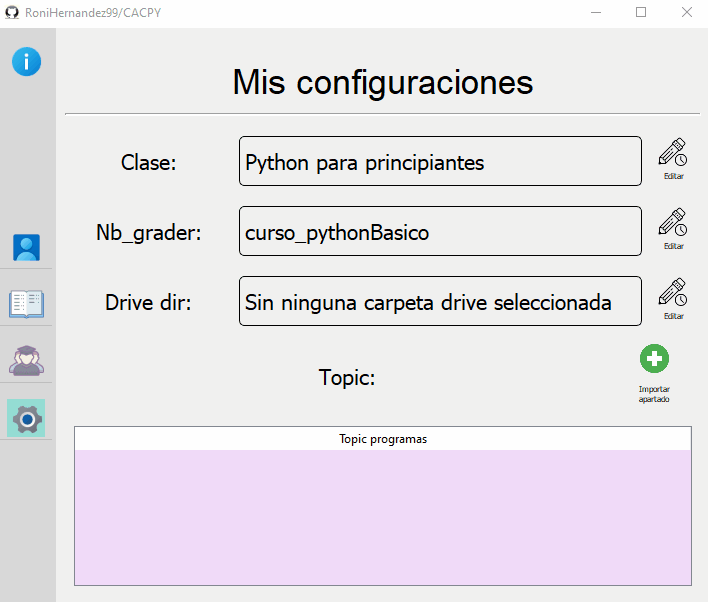 RoniHernandez99/CACPY
i
Mis configuraciones
Clase:
Python para principiantes
Editar
Nb_grader:
curso_pythonBasico
Editar
Drive dir:
Sin ninguna carpeta drive seleccionada
Editar
Topic:
Importar
apartado
Topic programas